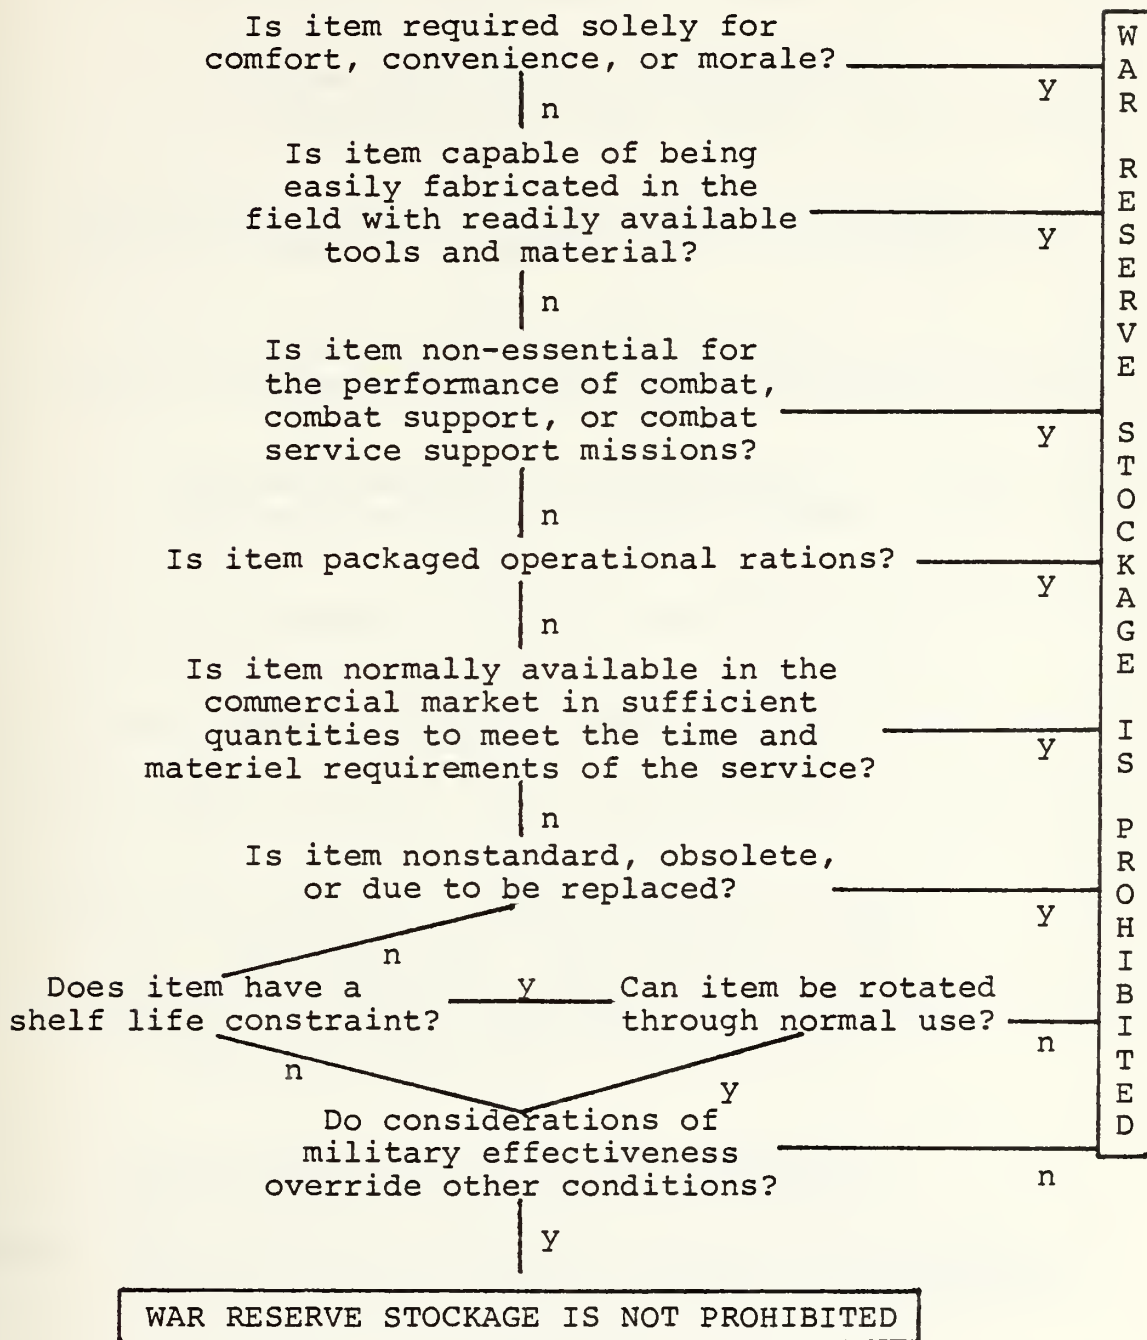 Is item required solely for
comfort, convenience, or morale?
y
n
Is item capable of being
easily fabricated in the
field with readily available
tools and material?
y
n
Is item non-essential for
the performance of combat,
combat support, or combat
service support missions?
y
n
Is item packaged operational rations?
y
n
Is item normally available in the
commercial market in sufficient
quantities to meet the time and
materiel requirements of the service?
y
n
Is item nonstandard, obsolete,
or due to be replaced?
y
n
Does item have a
shelf life constraint?
y
Can item be rotated
through normal use?
n
n
y
Do considerations of
military effectiveness
override other conditions?
n
y
WAR RESERVE STOCKAGE IS NOT PROHIBITED
WAR RESERVE STOCKAGE IS PROHIBITED